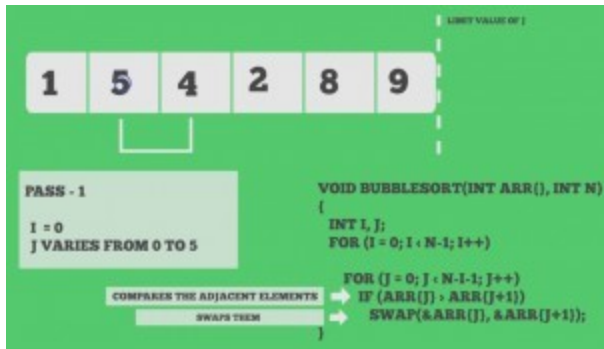 LIMIT VALUE OF J
1 5 4 2 8 9
PASS - 1
I = 0
J VARIES FROM 0 TO 5
VOID BUBBLESORT(INT ARR(), INT N)
{
INT I, J;
FOR (I = 0; I < N-1; I++)
FOR (J = 0; J < N-I-1; J++)
COMPARES THE ADJACENT ELEMENTS
IF (ARR(J) > ARR(J+1))
SWAPS THEM
SWAP(&ARR(J), &ARR(J+1));
}